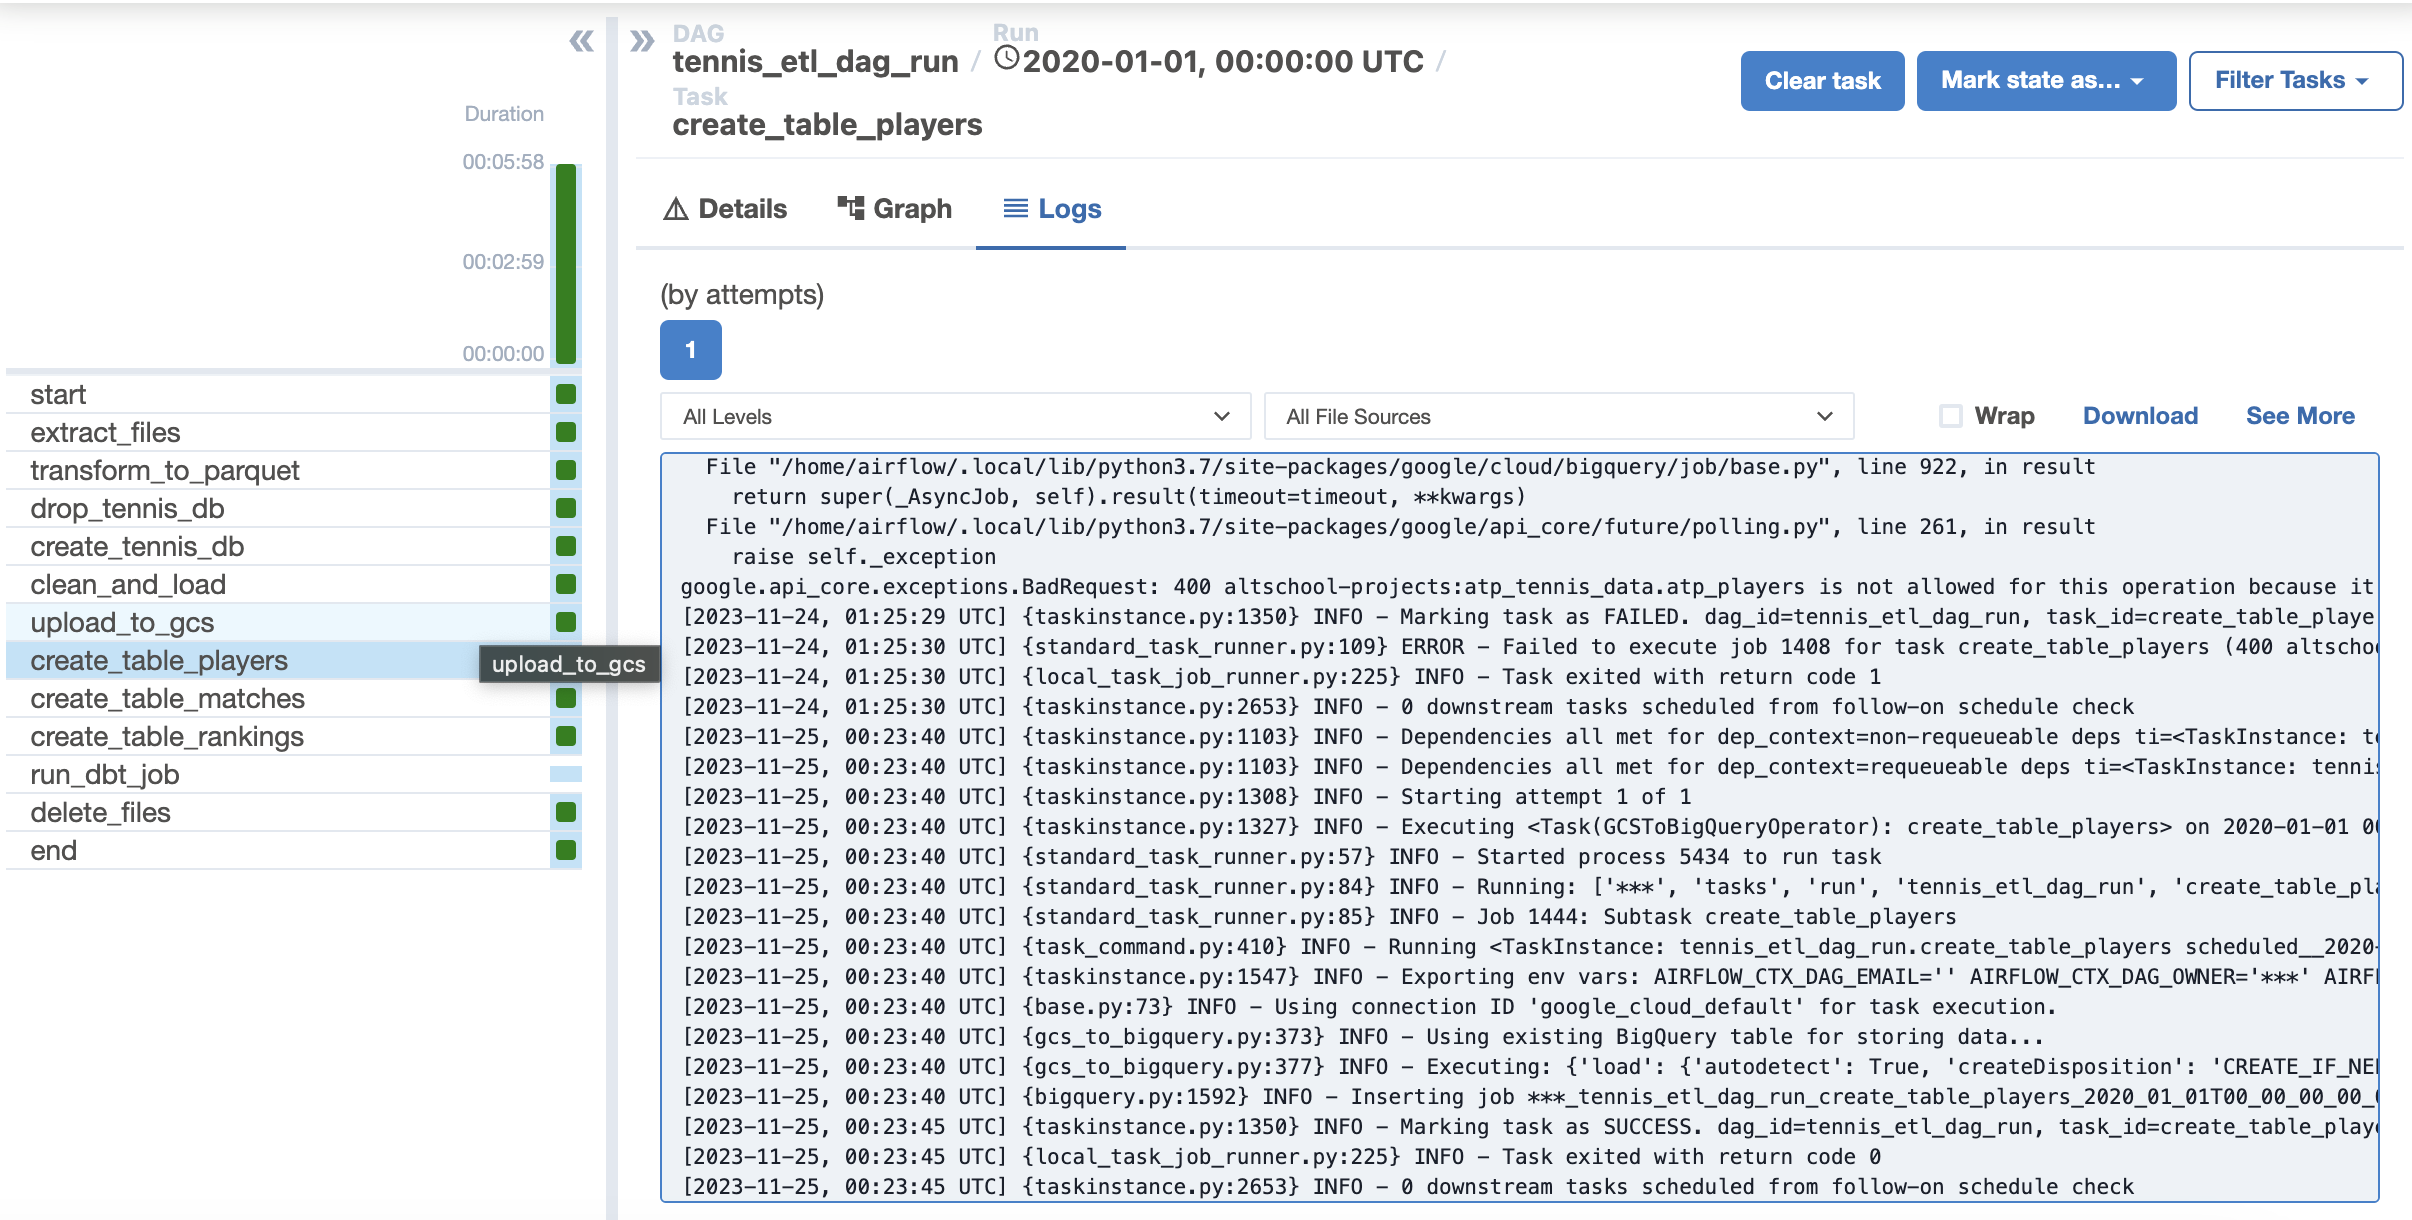 DAG
tennis_etl_dag_run /
Run
2020-01-01, 00:00:00 UTC /
Task
create_table_players
Clear task
Mark state as...
Filter Tasks
Duration
00:05:58
00:02:59
00:00:00
start
extract_files
transform_to_parquet
drop_tennis_db
create_tennis_db
clean_and_load
upload_to_gcs
create_table_players
upload_to_gcs
create_table_matches
create_table_rankings
run_dbt_job
delete_files
end
Details
Graph
Logs
(by attempts)
1
All Levels
All File Sources
Wrap
Download
See More
File "/home/airflow/.local/lib/python3.7/site-packages/google/cloud/bigquery/job/base.py", line 922, in result
return super(_AsyncJob, self).result(timeout=timeout, **kwargs)
File "/home/airflow/.local/lib/python3.7/site-packages/google/api_core/future/polling.py", line 261, in result
raise self._exception
google.api_core.exceptions.BadRequest: 400 altschool-projects:atp_tennis_data.atp_players is not allowed for this operation because it
[2023-11-24, 01:25:29 UTC] {taskinstance.py:1350} INFO - Marking task as FAILED. dag_id=tennis_etl_dag_run, task_id=create_table_playe
[2023-11-24, 01:25:30 UTC] {standard_task_runner.py:109} ERROR - Failed to execute job 1408 for task create_table_players (400 altscho
[2023-11-24, 01:25:30 UTC] {local_task_job_runner.py:225} INFO - Task exited with return code 1
[2023-11-24, 01:25:30 UTC] {taskinstance.py:2653} INFO - 0 downstream tasks scheduled from follow-on schedule check
[2023-11-25, 00:23:40 UTC] {taskinstance.py:1103} INFO - Dependencies all met for dep_context=non-requeueable deps ti=<TaskInstance: te
[2023-11-25, 00:23:40 UTC] {taskinstance.py:1103} INFO - Dependencies all met for dep_context=requeueable deps ti=<TaskInstance: tennis
[2023-11-25, 00:23:40 UTC] {taskinstance.py:1308} INFO - Starting attempt 1 of 1
[2023-11-25, 00:23:40 UTC] {taskinstance.py:1327} INFO - Executing <Task(GCSToBigQueryOperator): create_table_players> on 2020-01-01 00
[2023-11-25, 00:23:40 UTC] {standard_task_runner.py:57} INFO - Started process 5434 to run task
[2023-11-25, 00:23:40 UTC] {standard_task_runner.py:84} INFO - Running: ['***', 'tasks', 'run', 'tennis_etl_dag_run', 'create_table_pla
[2023-11-25, 00:23:40 UTC] {standard_task_runner.py:85} INFO - Job 1444: Subtask create_table_players
[2023-11-25, 00:23:40 UTC] {task_command.py:410} INFO - Running <TaskInstance: tennis_etl_dag_run.create_table_players scheduled__2020-
[2023-11-25, 00:23:40 UTC] {taskinstance.py:1547} INFO - Exporting env vars: AIRFLOW_CTX_DAG_EMAIL='' AIRFLOW_CTX_DAG_OWNER='***' AIRF
[2023-11-25, 00:23:40 UTC] {base.py:73} INFO - Using connection ID 'google_cloud_default' for task execution.
[2023-11-25, 00:23:40 UTC] {gcs_to_bigquery.py:373} INFO - Using existing BigQuery table for storing data...
[2023-11-25, 00:23:40 UTC] {gcs_to_bigquery.py:377} INFO - Executing: {'load': {'autodetect': True, 'createDisposition': 'CREATE_IF_NE
[2023-11-25, 00:23:40 UTC] {bigquery.py:1592} INFO - Inserting job ***_tennis_etl_dag_run_create_table_players_2020_01_01T00_00_00_00_
[2023-11-25, 00:23:45 UTC] {taskinstance.py:1350} INFO - Marking task as SUCCESS. dag_id=tennis_etl_dag_run, task_id=create_table_play
[2023-11-25, 00:23:45 UTC] {local_task_job_runner.py:225} INFO - Task exited with return code 0
[2023-11-25, 00:23:45 UTC] {taskinstance.py:2653} INFO - 0 downstream tasks scheduled from follow-on schedule check